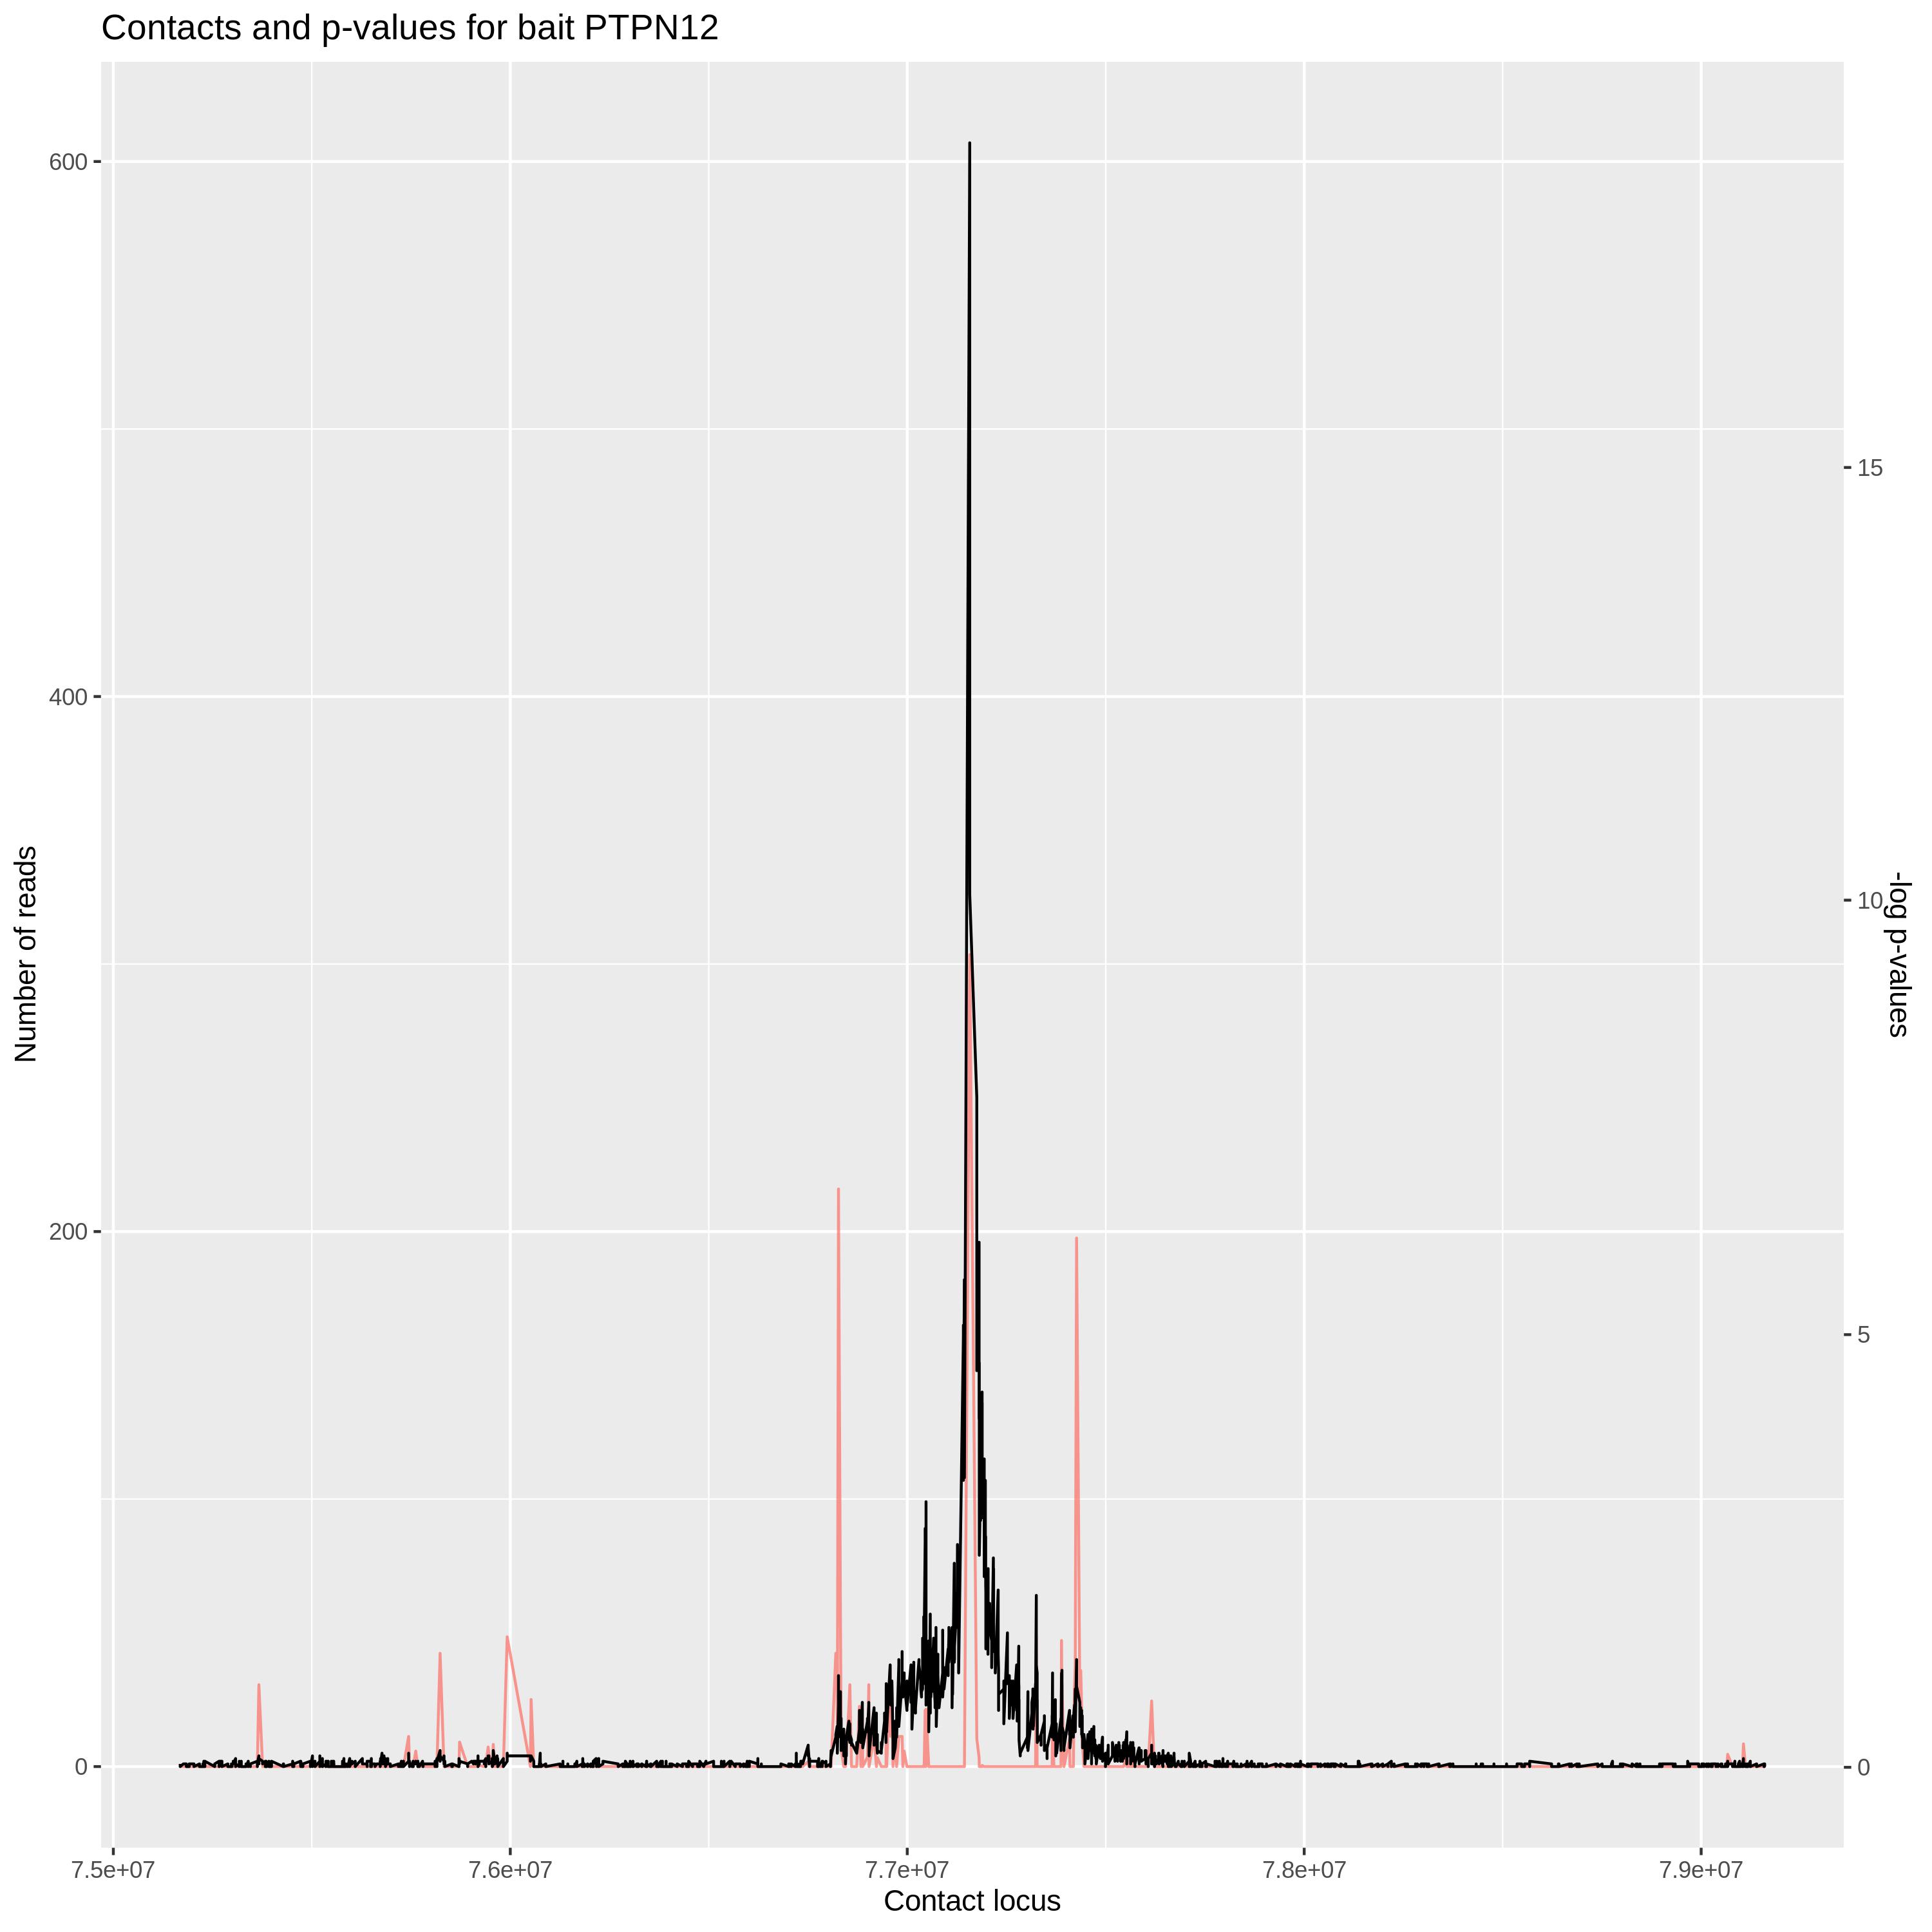 Contacts and p-values for bait PTPN12
Number of reads
600
400
200
0
15
10
5
0
-log p-values
7.5e+07 7.6e+07 7.7e+07 7.8e+07 7.9e+07
Contact locus